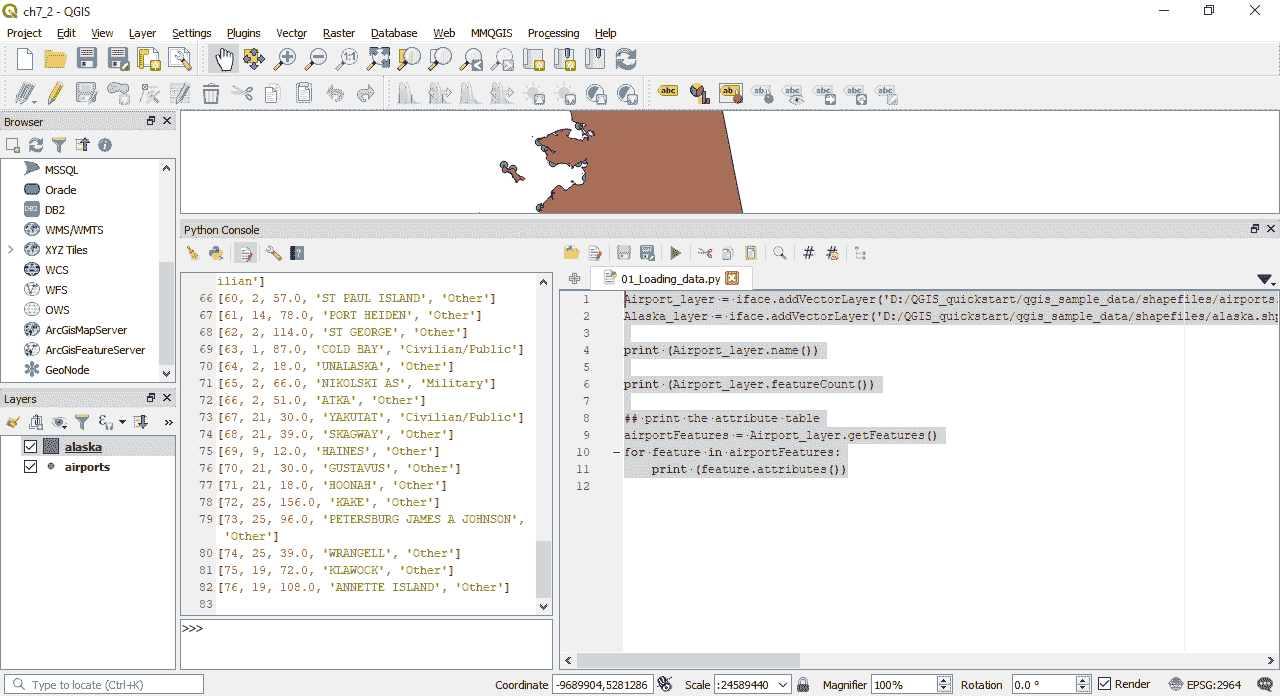 ch7_2 - QGIS
Project Edit View Layer Settings Plugins Vector Raster Database Web MMQGIS Processing Help
Browser
MSSQL
Oracle
DB2
WMS/WMTS
XYZ Tiles
WCS
WFS
OWS
ArcGisMapServer
ArcGisFeatureServer
GeoNode
Layers
alaska
airports
Python Console
ilian']
66 [60, 2, 57.0, 'ST PAUL ISLAND', 'Other']
67 [61, 14, 78.0, 'PORT HEIDEN', 'Other']
68 [62, 2, 114.0, 'ST GEORGE', 'Other']
69 [63, 1, 87.0, 'COLD BAY', 'Civilian/Public']
70 [64, 2, 18.0, 'UNALASKA', 'Other']
71 [65, 2, 66.0, 'NIKOLSKI AS', 'Military']
72 [66, 2, 51.0, 'ATKA', 'Other']
73 [67, 21, 30.0, 'YAKUTAT', 'Civilian/Public']
74 [68, 21, 39.0, 'SKAGWAY', 'Other']
75 [69, 9, 12.0, 'HAINES', 'Other']
76 [70, 21, 30.0, 'GUSTAVUS', 'Other']
77 [71, 21, 18.0, 'HOONAH', 'Other']
78 [72, 25, 156.0, 'KAKE', 'Other']
79 [73, 25, 96.0, 'PETERSBURG JAMES A JOHNSON',
'Other']
80 [74, 25, 39.0, 'WRANGELL', 'Other']
81 [75, 19, 72.0, 'KLAWOCK', 'Other']
82 [76, 19, 108.0, 'ANNETTE ISLAND', 'Other']
83
>>>
01_Loading_data.py
1 Airport_layer = iface.addVectorLayer('D:/QGIS_quickstart/qgis_sample_data/shapefiles/airports.
2 Alaska_layer = iface.addVectorLayer('D:/QGIS_quickstart/qgis_sample_data/shapefiles/alaska.shp
3
4 print (Airport_layer.name())
5
6 print (Airport_layer.featureCount())
7
8 ## print the attribute table
9 airportFeatures = Airport_layer.getFeatures()
10 for feature in airportFeatures:
11 print (feature.attributes())
12
Type to locate (Ctrl+K)
Coordinate -9689904,5281286 Scale :24589440 Magnifier 100% Rotation 0.0 ° Render EPSG:2964